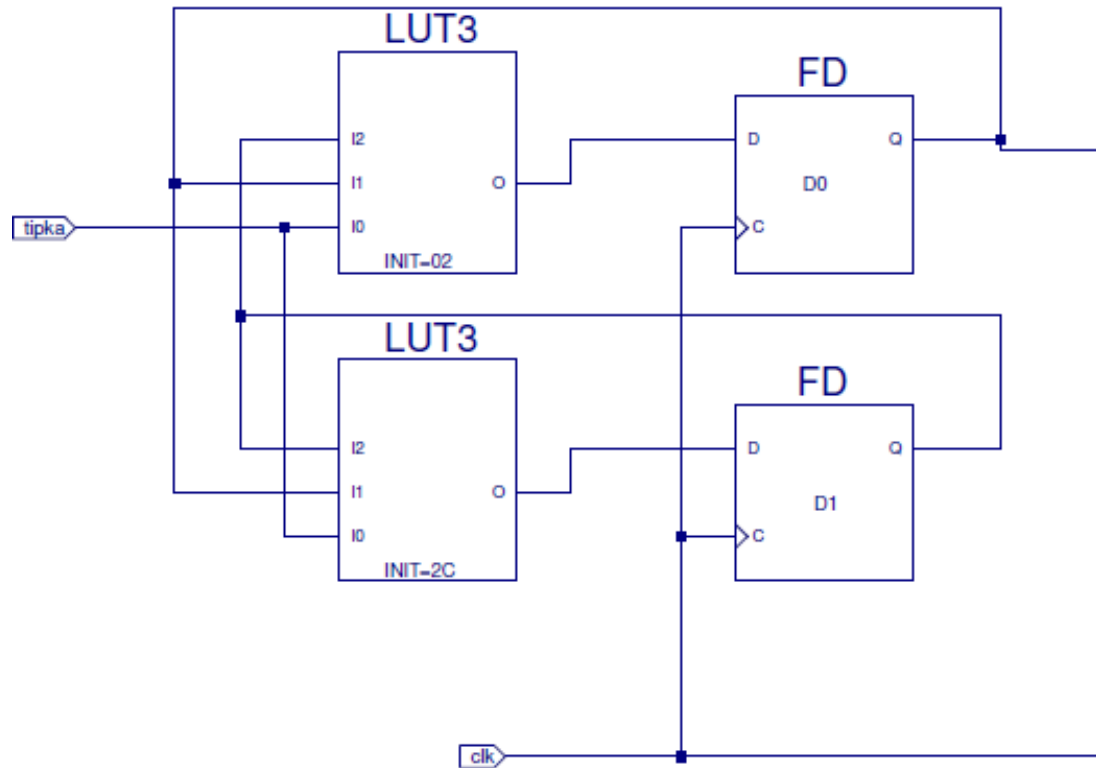 LUT3
FD
I2
D
Q
I1
O
D0
tipka
I0
C
INIT=02
LUT3
FD
I2
D
Q
I1
O
D1
I0
C
INIT=2C
clk